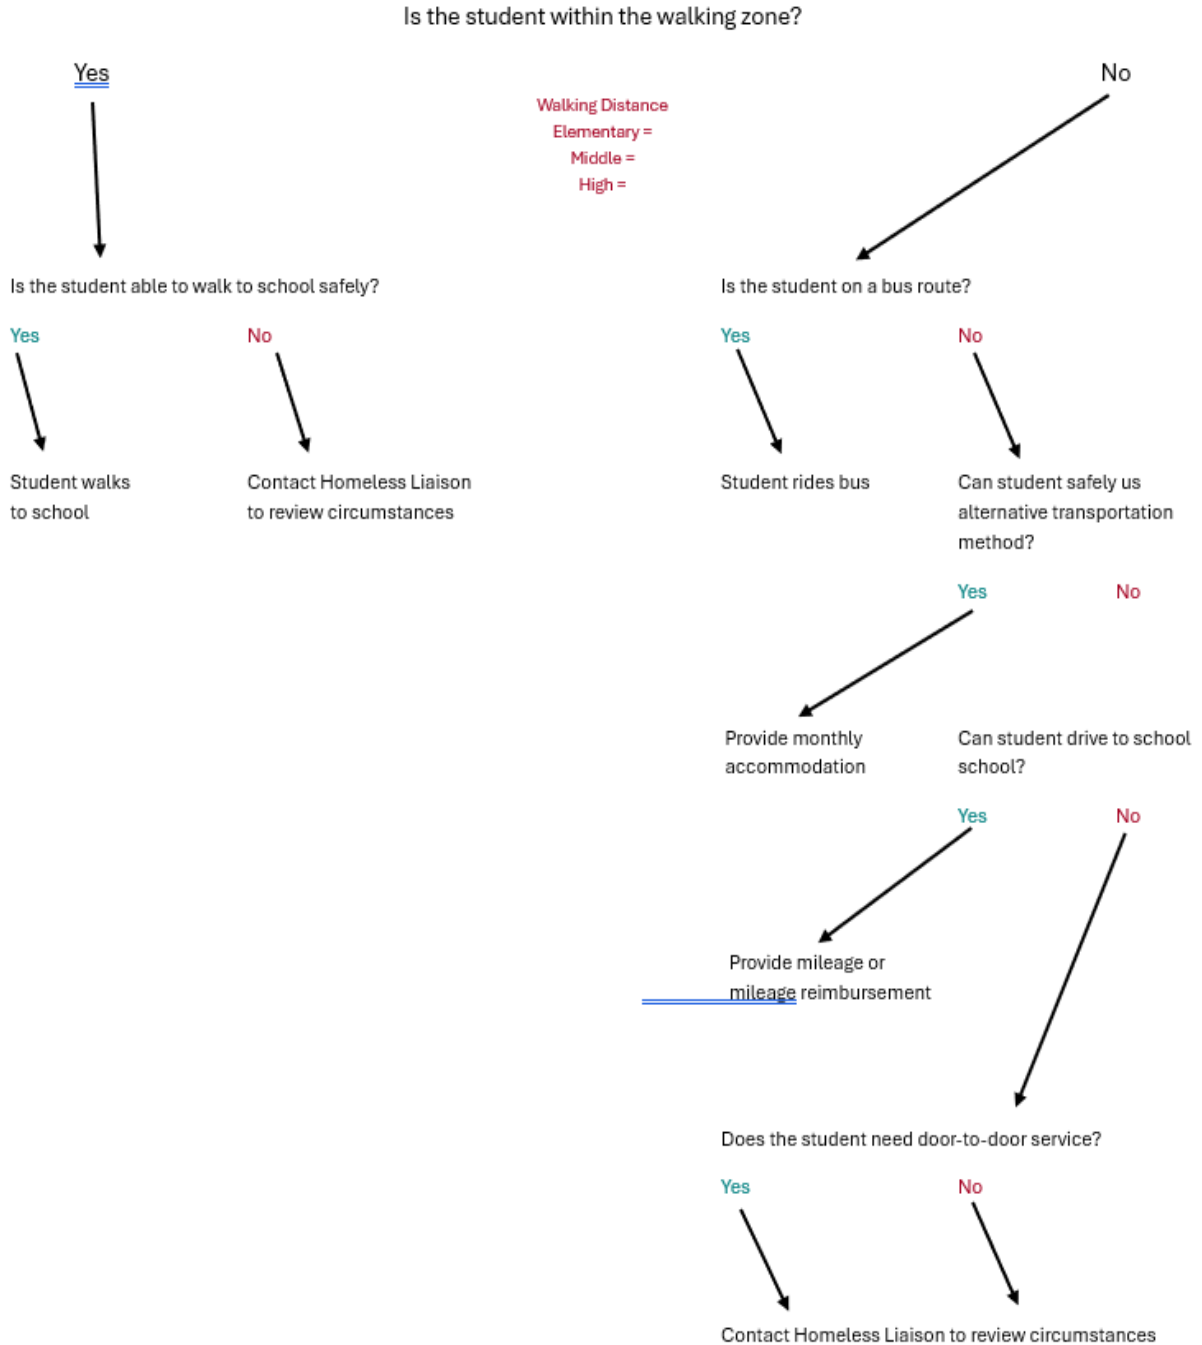 Is the student within the walking zone?
Yes
No
Walking Distance
Elementary =
Middle =
High =
Is the student able to walk to school safely?
Is the student on a bus route?
Yes
No
Yes
No
Student walks
to school
Contact Homeless Liaison
to review circumstances
Student rides bus
Can student safely us
alternative transportation
method?
Yes
No
Provide monthly
accommodation
Can student drive to school
school?
Yes
No
Provide mileage or
mileage reimbursement
Does the student need door-to-door service?
Yes
No
Contact Homeless Liaison to review circumstances